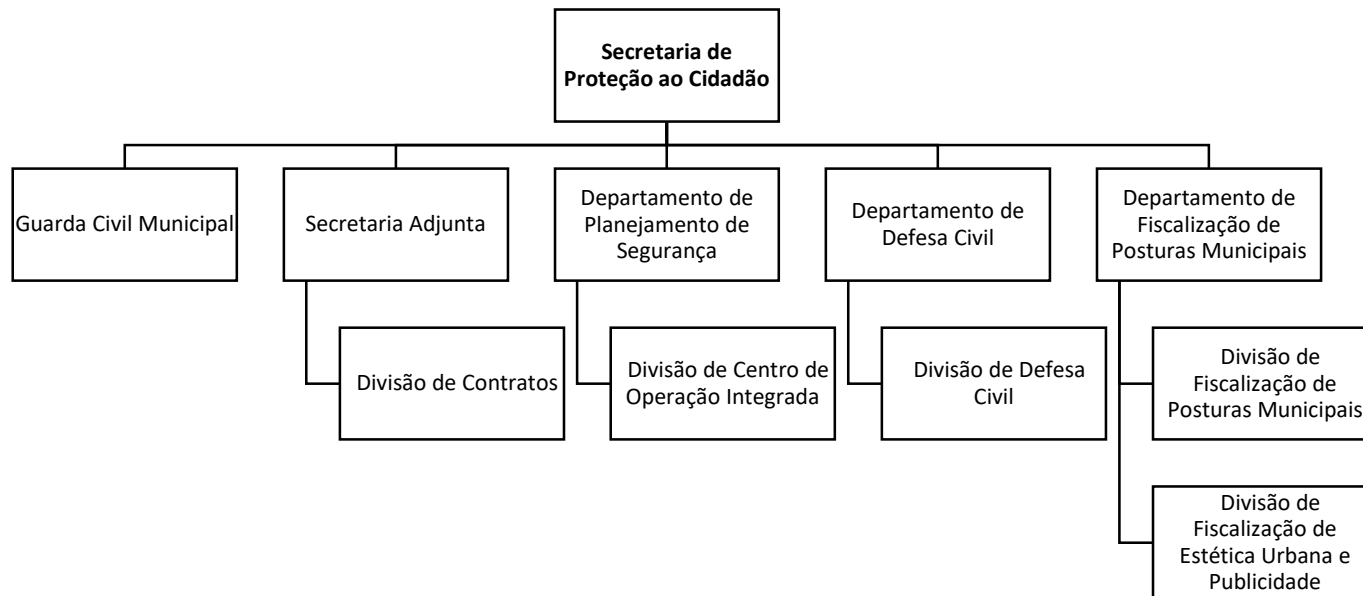 Secretaria de
Proteção ao Cidadão
Guarda Civil Municipal
Secretaria Adjunta
Departamento de
Planejamento de
Segurança
Departamento de
Defesa Civil
Departamento de
Fiscalização de
Posturas Municipais
Divisão de Contratos
Divisão de Centro de
Operação Integrada
Divisão de Defesa
Civil
Divisão de
Fiscalização de
Posturas Municipais
Divisão de
Fiscalização de
Estética Urbana e
Publicidade